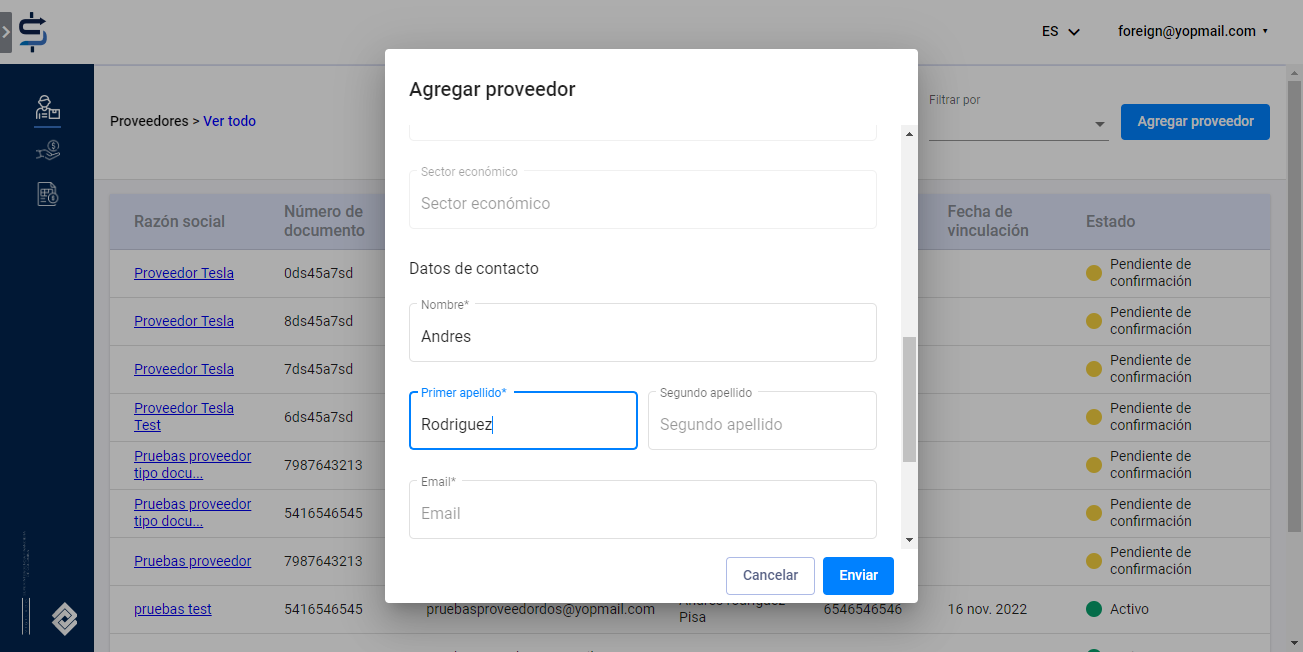 ES
foreign@yopmail.com
Agregar proveedor
Proveedores > Ver todo
Filtrar por
Agregar proveedor
Sector económico
Sector económico
Datos de contacto
Nombre*
Andres
Primer apellido*
Rodriguez
Segundo apellido
Segundo apellido
Email*
Email
Cancelar
Enviar
Razón social
Número de
documento
Fecha de
vinculación
Estado
Proveedor Tesla
0ds45a7sd
Pendiente de
confirmación
Proveedor Tesla
8ds45a7sd
Pendiente de
confirmación
Proveedor Tesla
7ds45a7sd
Pendiente de
confirmación
Proveedor Tesla
Test
6ds45a7sd
Pendiente de
confirmación
Pruebas proveedor
tipo docu...
7987643213
Pendiente de
confirmación
Pruebas proveedor
tipo docu...
5416546545
Pendiente de
confirmación
Pruebas proveedor
7987643213
Pendiente de
confirmación
pruebas test
5416546545
pruebasproveedordos@yopmail.com
Andres rodriguez
Pisa
6546546546
16 nov. 2022
Activo